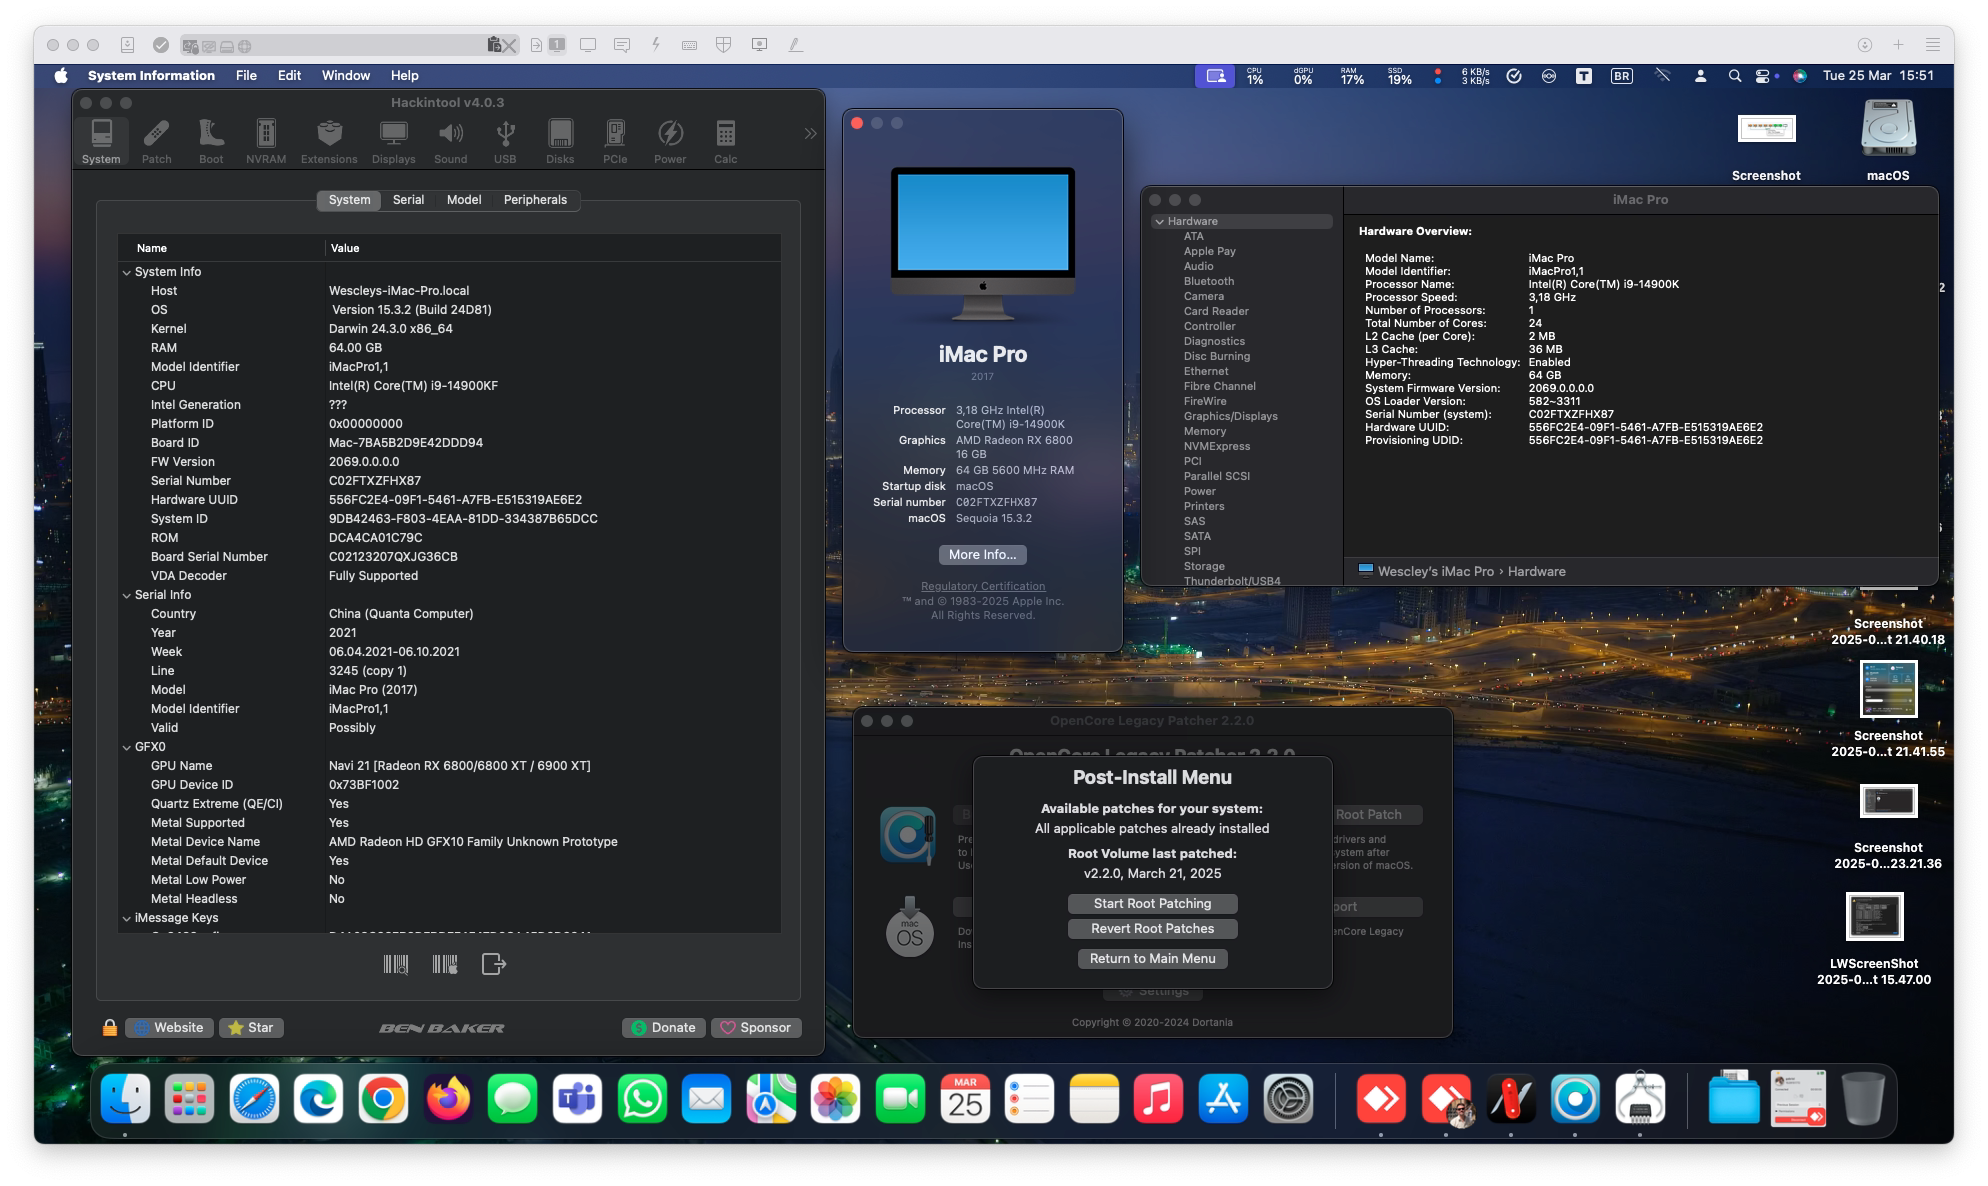 1
System Information File Edit Window Help
CPU 1% dGPU 0% RAM 17% SSD 19% 6 KB/s 3 KB/s T BR Tue 25 Mar 15:51
Hackintool v4.0.3
System Patch Boot NVRAM Extensions Displays Sound USB Disks PCIe Power Calc
System Serial Model Peripherals
Name Value
System Info
Host Wescleys-iMac-Pro.local
OS Version 15.3.2 (Build 24D81)
Kernel Darwin 24.3.0 x86_64
RAM 64.00 GB
Model Identifier iMacPro1,1
CPU Intel(R) Core(TM) i9-14900KF
Intel Generation ???
Platform ID 0x00000000
Board ID Mac-7BA5B2D9E42DDD94
FW Version 2069.0.0.0.0
Serial Number C02FTXZFHX87
Hardware UUID 556FC2E4-09F1-5461-A7FB-E515319AE6E2
System ID 9DB42463-F803-4EAA-81DD-334387B65DCC
ROM DCA4CA01C79C
Board Serial Number C02123207QXJG36CB
VDA Decoder Fully Supported
Serial Info
Country China (Quanta Computer)
Year 2021
Week 06.04.2021-06.10.2021
Line 3245 (copy 1)
Model iMac Pro (2017)
Model Identifier iMacPro1,1
Valid Possibly
GFX0
GPU Name Navi 21 [Radeon RX 6800/6800 XT / 6900 XT]
GPU Device ID 0x73BF1002
Quartz Extreme (QE/CI) Yes
Metal Supported Yes
Metal Device Name AMD Radeon HD GFX10 Family Unknown Prototype
Metal Default Device Yes
Metal Low Power No
Metal Headless No
iMessage Keys
Website Star BEN BAKER Donate Sponsor
iMac Pro
2017
Processor 3,18 GHz Intel(R)
Core(TM) i9-14900K
Graphics AMD Radeon RX 6800
16 GB
Memory 64 GB 5600 MHz RAM
Startup disk macOS
Serial number C02FTXZFHX87
macOS Sequoia 15.3.2
More Info...
Regulatory Certification
™ and © 1983-2025 Apple Inc.
All Rights Reserved.
Screenshot
macOS
iMac Pro
Hardware
ATA
Apple Pay
Audio
Bluetooth
Camera
Card Reader
Controller
Diagnostics
Disc Burning
Ethernet
Fibre Channel
FireWire
Graphics/Displays
Memory
NVMExpress
PCI
Parallel SCSI
Power
Printers
SAS
SATA
SPI
Storage
Thunderbolt/USB4
Hardware Overview:
Model Name: iMac Pro
Model Identifier: iMacPro1,1
Processor Name: Intel(R) Core(TM) i9-14900K
Processor Speed: 3,18 GHz
Number of Processors: 1
Total Number of Cores: 24
L2 Cache (per Core): 2 MB
L3 Cache: 36 MB
Hyper-Threading Technology: Enabled
Memory: 64 GB
System Firmware Version: 2069.0.0.0.0
OS Loader Version: 582~3311
Serial Number (system): C02FTXZFHX87
Hardware UUID: 556FC2E4-09F1-5461-A7FB-E515319AE6E2
Provisioning UDID: 556FC2E4-09F1-5461-A7FB-E515319AE6E2
Wescley's iMac Pro › Hardware
Screenshot
2025-0...t 21.40.18
Screenshot
2025-0...t 21.41.55
Screenshot
2025-0...23.21.36
LWScreenShot
2025-0...t 15.47.00
OpenCore Legacy Patcher 2.2.0
OpenCore Legacy Patcher 2.2.0
Post-Install Menu
Available patches for your system:
All applicable patches already installed
Root Volume last patched:
v2.2.0, March 21, 2025
Start Root Patching
Revert Root Patches
Return to Main Menu
Root Patch
drivers and
ystem after
ersion of macOS.
port
enCore Legacy
mac
OS
Settings
Copyright © 2020-2024 Dortania
MAR
25